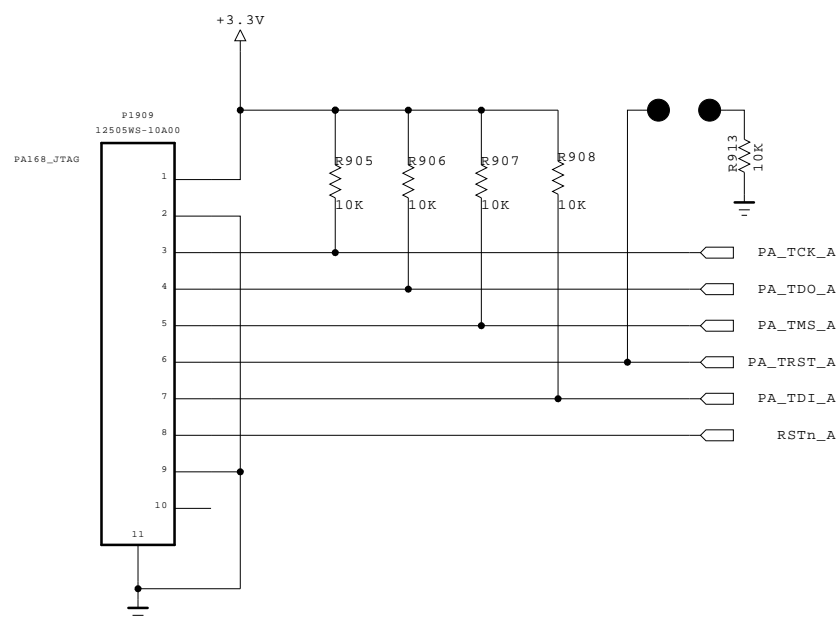 +3.3V
P1909
12505WS-10A00
PA168_JTAG
R905
R906
R907
R908
R913
10K
10K
10K
10K
10K
1
2
3
PA_TCK_A
4
PA_TDO_A
5
PA_TMS_A
6
PA_TRST_A
7
PA_TDI_A
8
RSTn_A
9
10
11